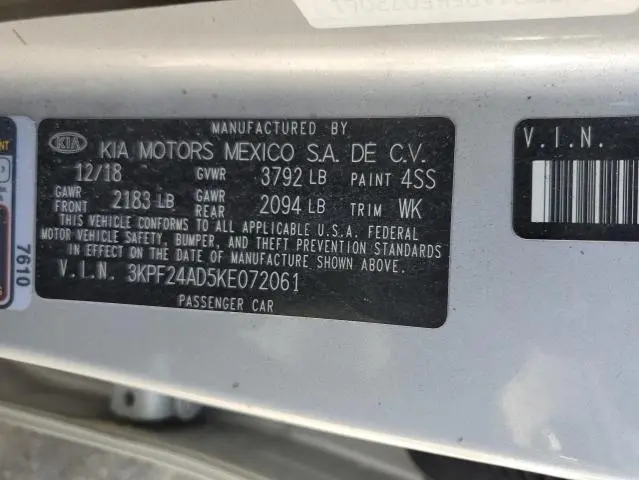 MANUFACTURED BY
KIA KIA MOTORS MEXICO S.A. DE C.V.
12/18 GVWR 3792 LB PAINT 4SS
GAWR FRONT 2183 LB GAWR REAR 2094 LB TRIM WK
THIS VEHICLE CONFORMS TO ALL APPLICABLE U.S.A. FEDERAL
MOTOR VEHICLE SAFETY, BUMPER, AND THEFT PREVENTION STANDARDS
IN EFFECT ON THE DATE OF MANUFACTURE SHOWN ABOVE.
V.I.N. 3KPF24AD5KE072061
PASSENGER CAR
V.I.N.
7610